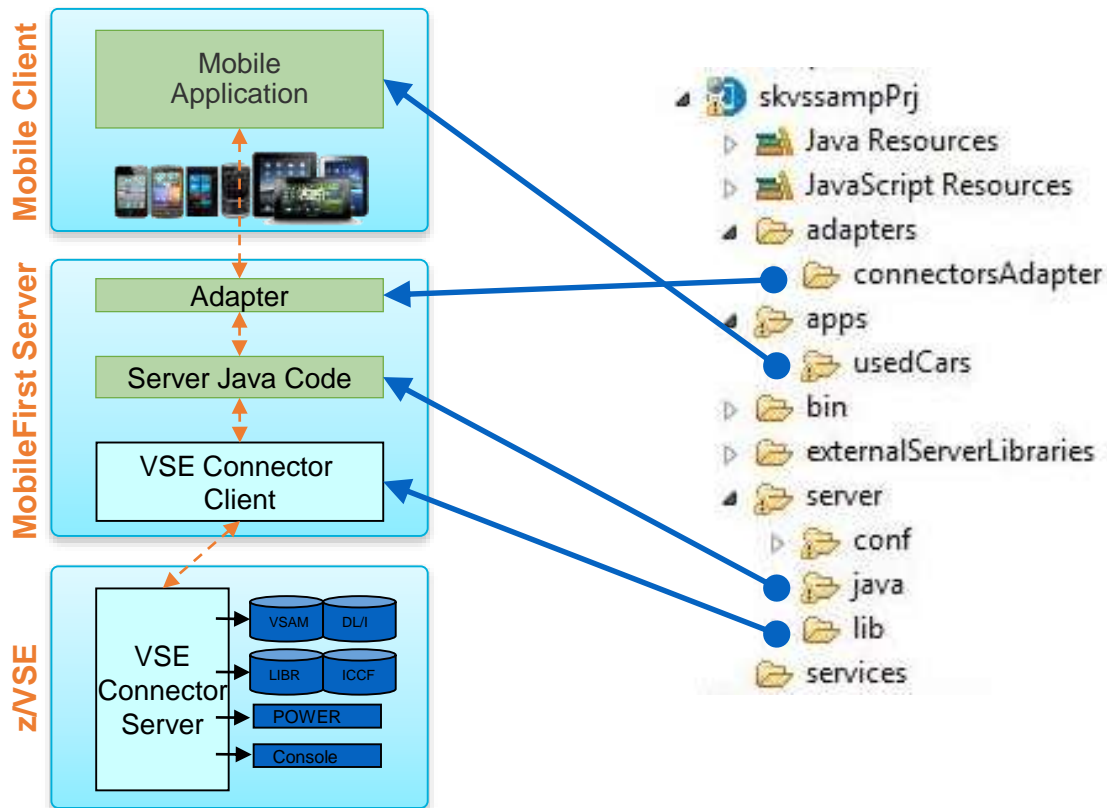 Mobile Client
Mobile
Application
MobileFirst Server
Adapter
Server Java Code
VSE Connector
Client
z/VSE
VSE
Connector
Server
VSAM
DL/I
LIBR
ICCF
POWER
Console
skvssampPrj
Java Resources
JavaScript Resources
adapters
connectorsAdapter
apps
usedCars
bin
externalServerLibraries
server
conf
java
lib
services